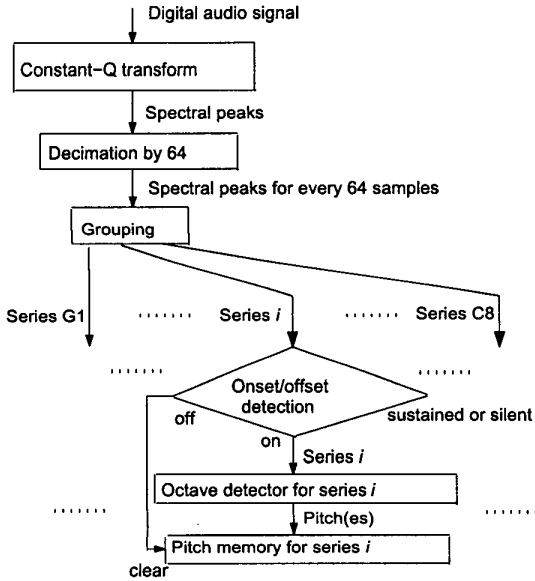 Digital audio signal
Constant-Q transform
Spectral peaks
Decimation by 64
Spectral peaks for every 64 samples
Grouping
Series G1
Series i
Series C8
Onset/offset
detection
off
sustained or silent
on
Series i
Octave detector for series i
Pitch(es)
Pitch memory for series i
clear